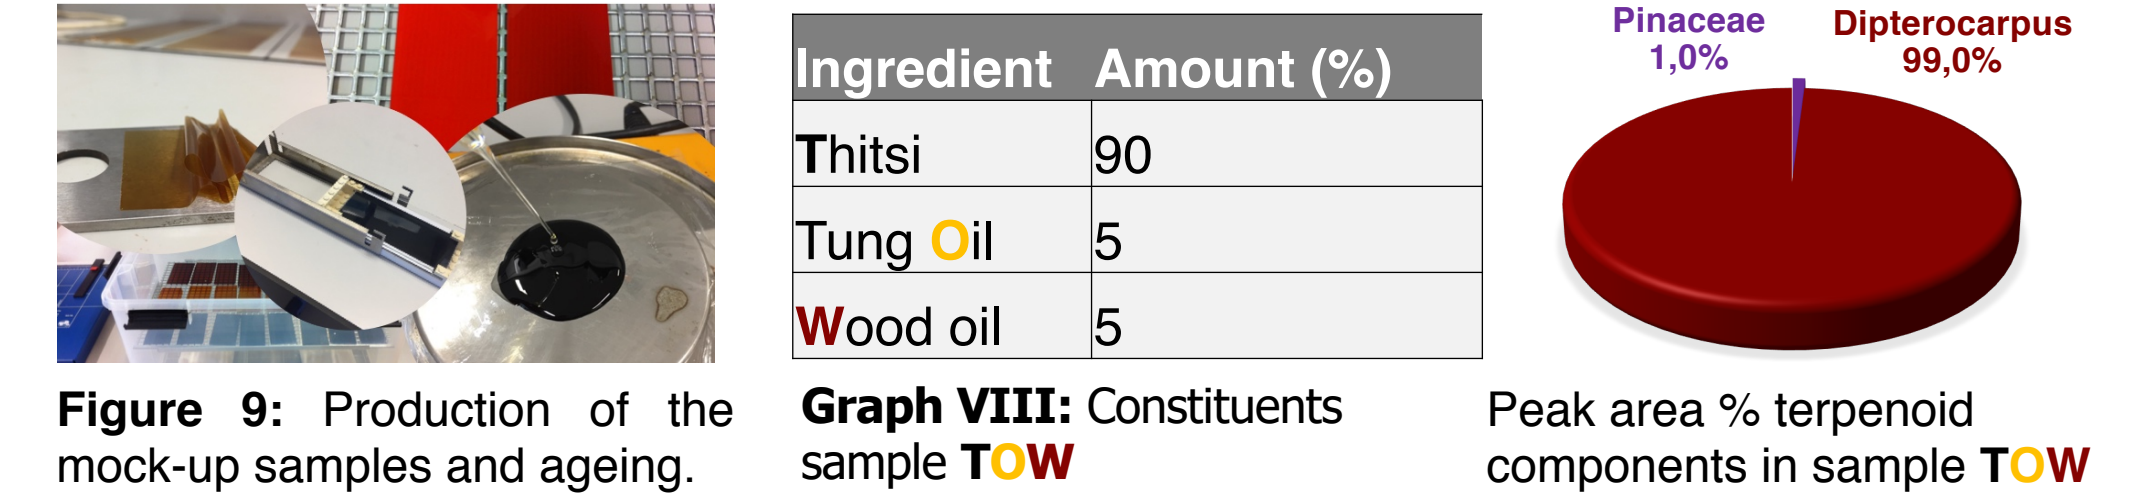 Ingredient Amount (%)
Thitsi 90
Tung Oil 5
Wood oil 5
Pinaceae
1,0%
Dipterocarpus
99,0%
Figure 9: Production of the
mock-up samples and ageing.
Graph VIII: Constituents
sample TOW
Peak area % terpenoid
components in sample TOW